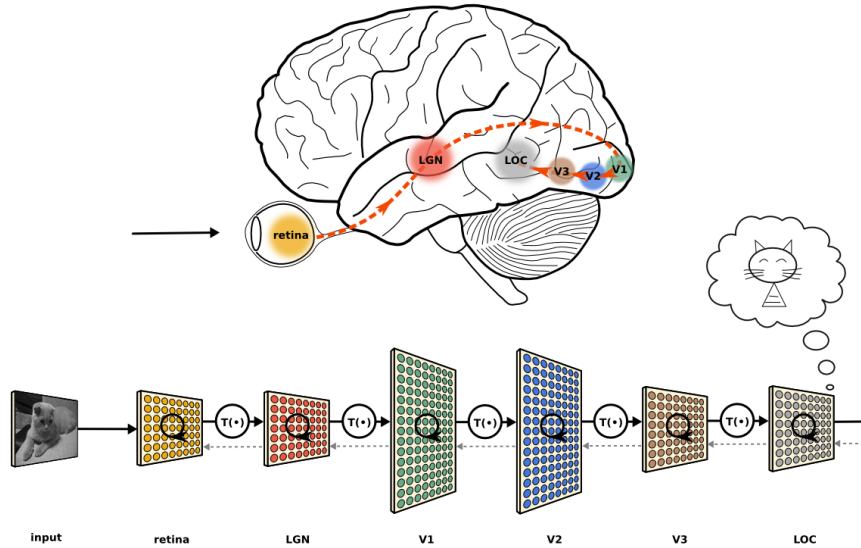 LGN
LOC
V3
V2
V1
retina
T(•)
T(•)
T(•)
T(•)
T(•)
input
retina
LGN
V1
V2
V3
LOC